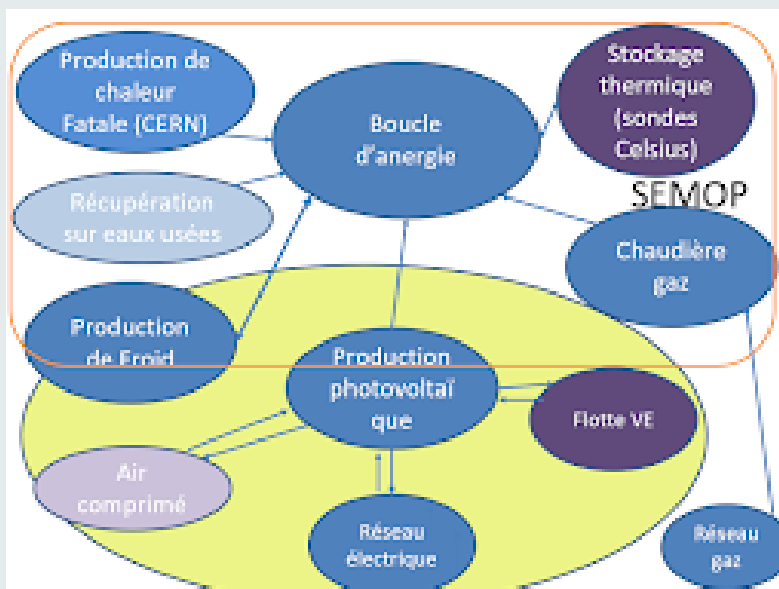 Production de
chaleur
Fatale (CERN)
Boucle
d'anergie
Stockage
thermique
(sondes
Celsius)
Récupération
sur eaux usées
SEMOP
Chaudière
gaz
Production
de Froid
Production
photovoltaï
que
Flotte VE
Air
comprimé
Réseau
électrique
Réseau
gaz